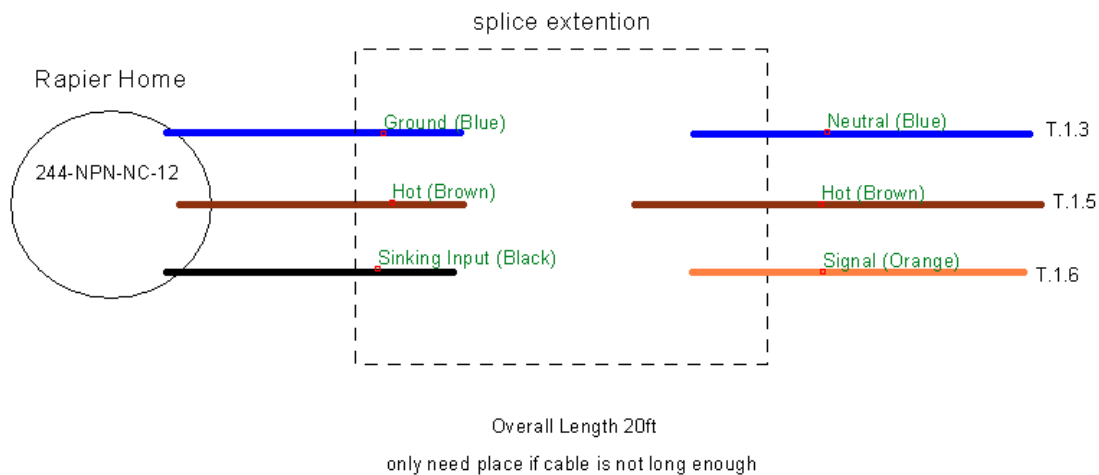 splice extention
Rapier Home
244-NPN-NC-12
Ground (Blue)
Neutral (Blue)
T.1.3
Hot (Brown)
Hot (Brown)
T.1.5
Sinking Input (Black)
Signal (Orange)
T.1.6
Overall Length 20ft
only need place if cable is not long enough